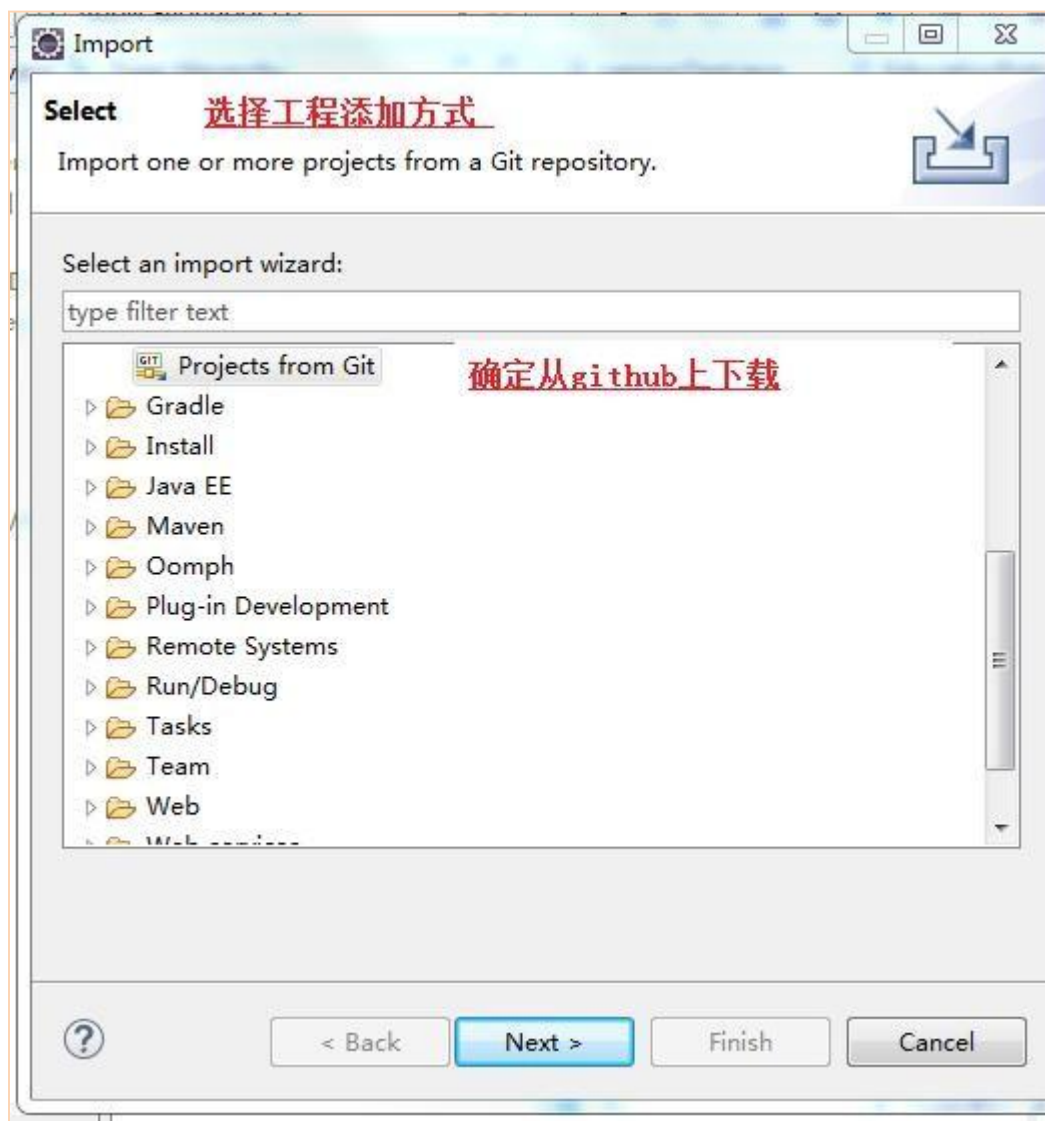 Import
Select 选择工程添加方式
Import one or more projects from a Git repository.
Select an import wizard:
type filter text
GIT Projects from Git 确定从github上下载
Gradle
Install
Java EE
Maven
Oomph
Plug-in Development
Remote Systems
Run/Debug
Tasks
Team
Web
? < Back Next > Finish Cancel